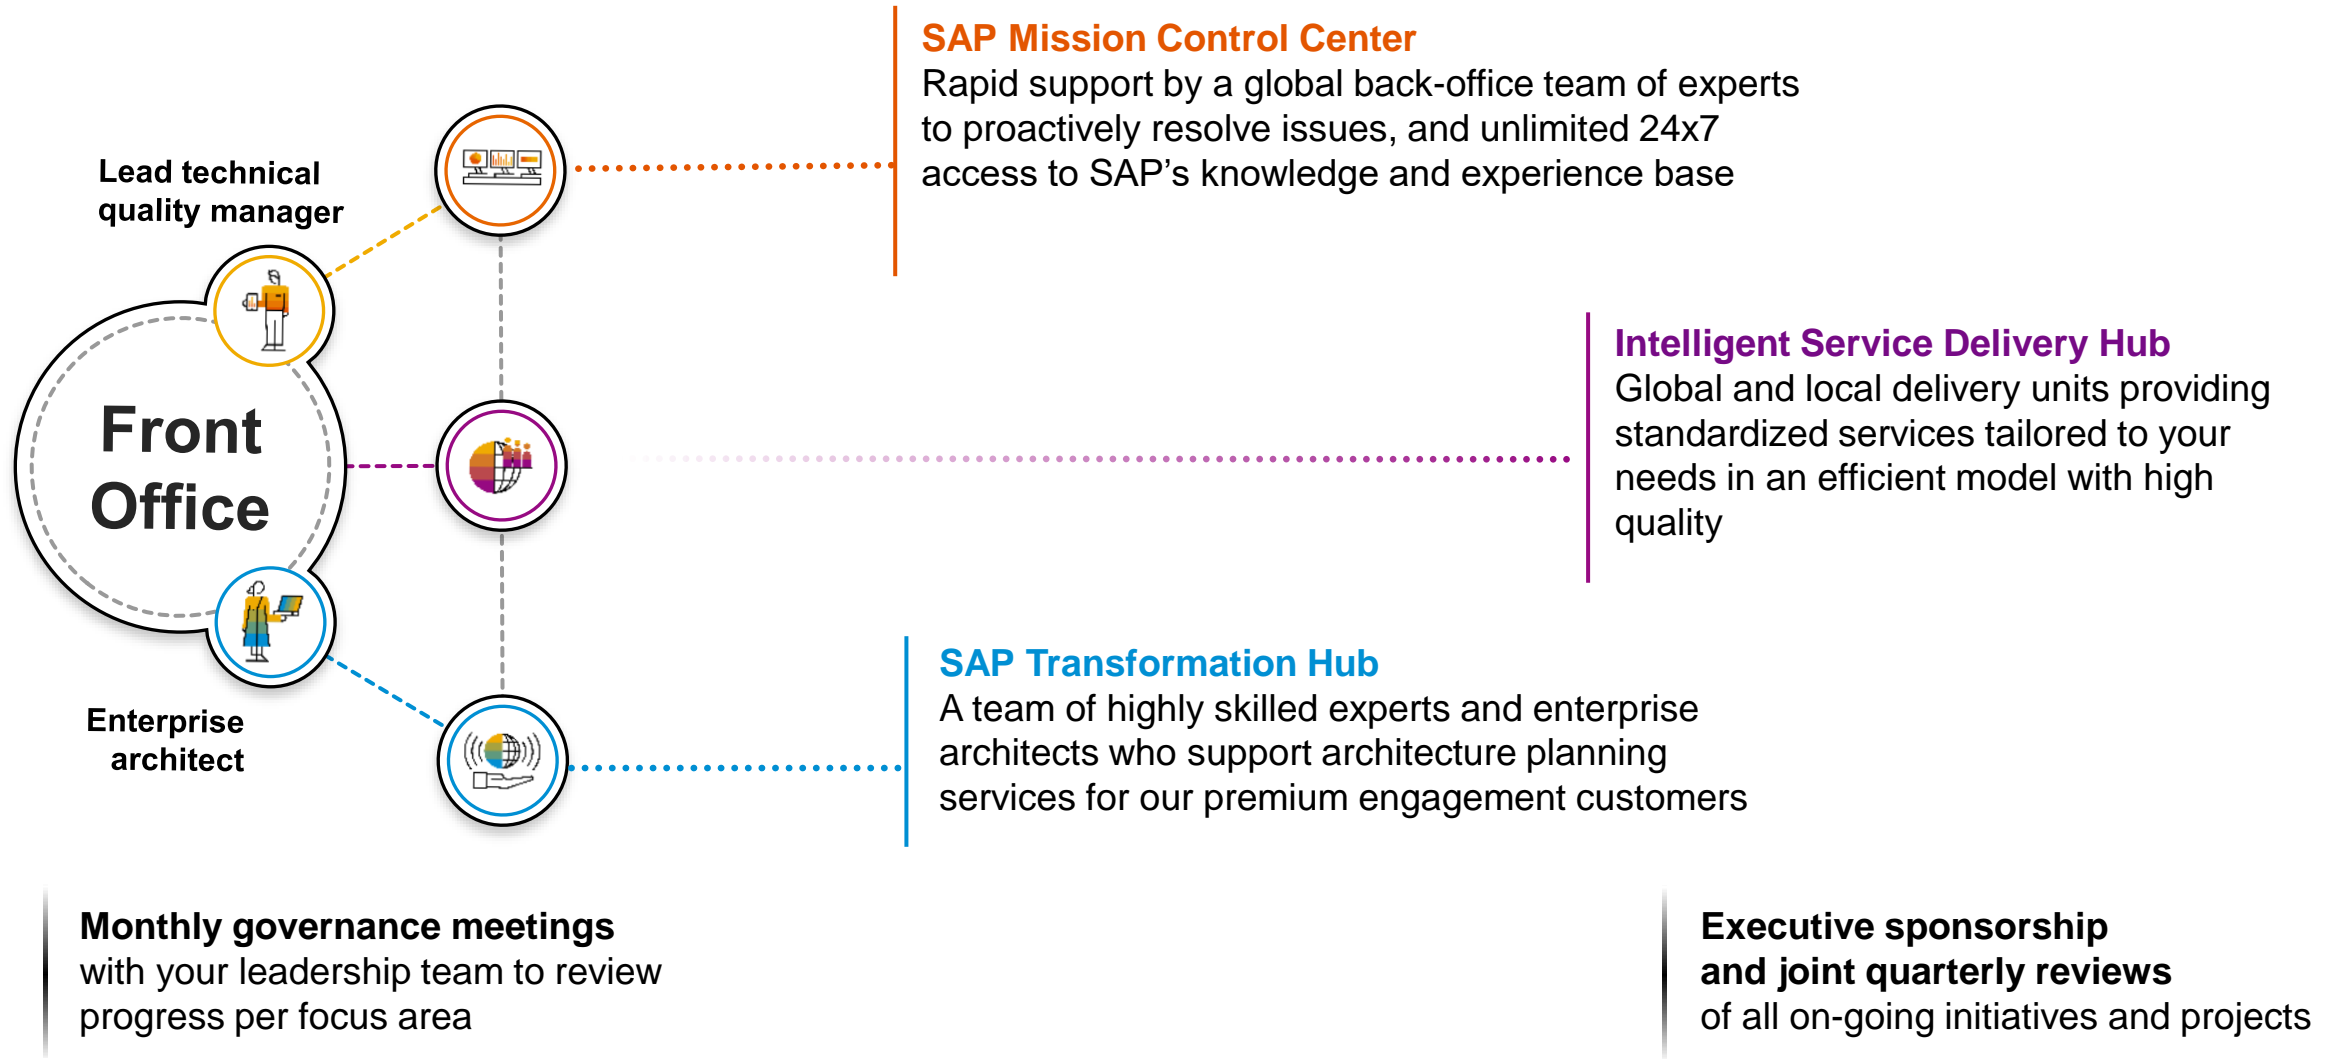 SAP Mission Control Center
Rapid support by a global back-office team of experts
to proactively resolve issues, and unlimited 24x7
access to SAP’s knowledge and experience base
Lead technical
quality manager
Front
Office
Intelligent Service Delivery Hub
Global and local delivery units providing
standardized services tailored to your
needs in an efficient model with high
quality
Enterprise
architect
SAP Transformation Hub
A team of highly skilled experts and enterprise
architects who support architecture planning
services for our premium engagement customers
Monthly governance meetings
with your leadership team to review
progress per focus area
Executive sponsorship
and joint quarterly reviews
of all on-going initiatives and projects